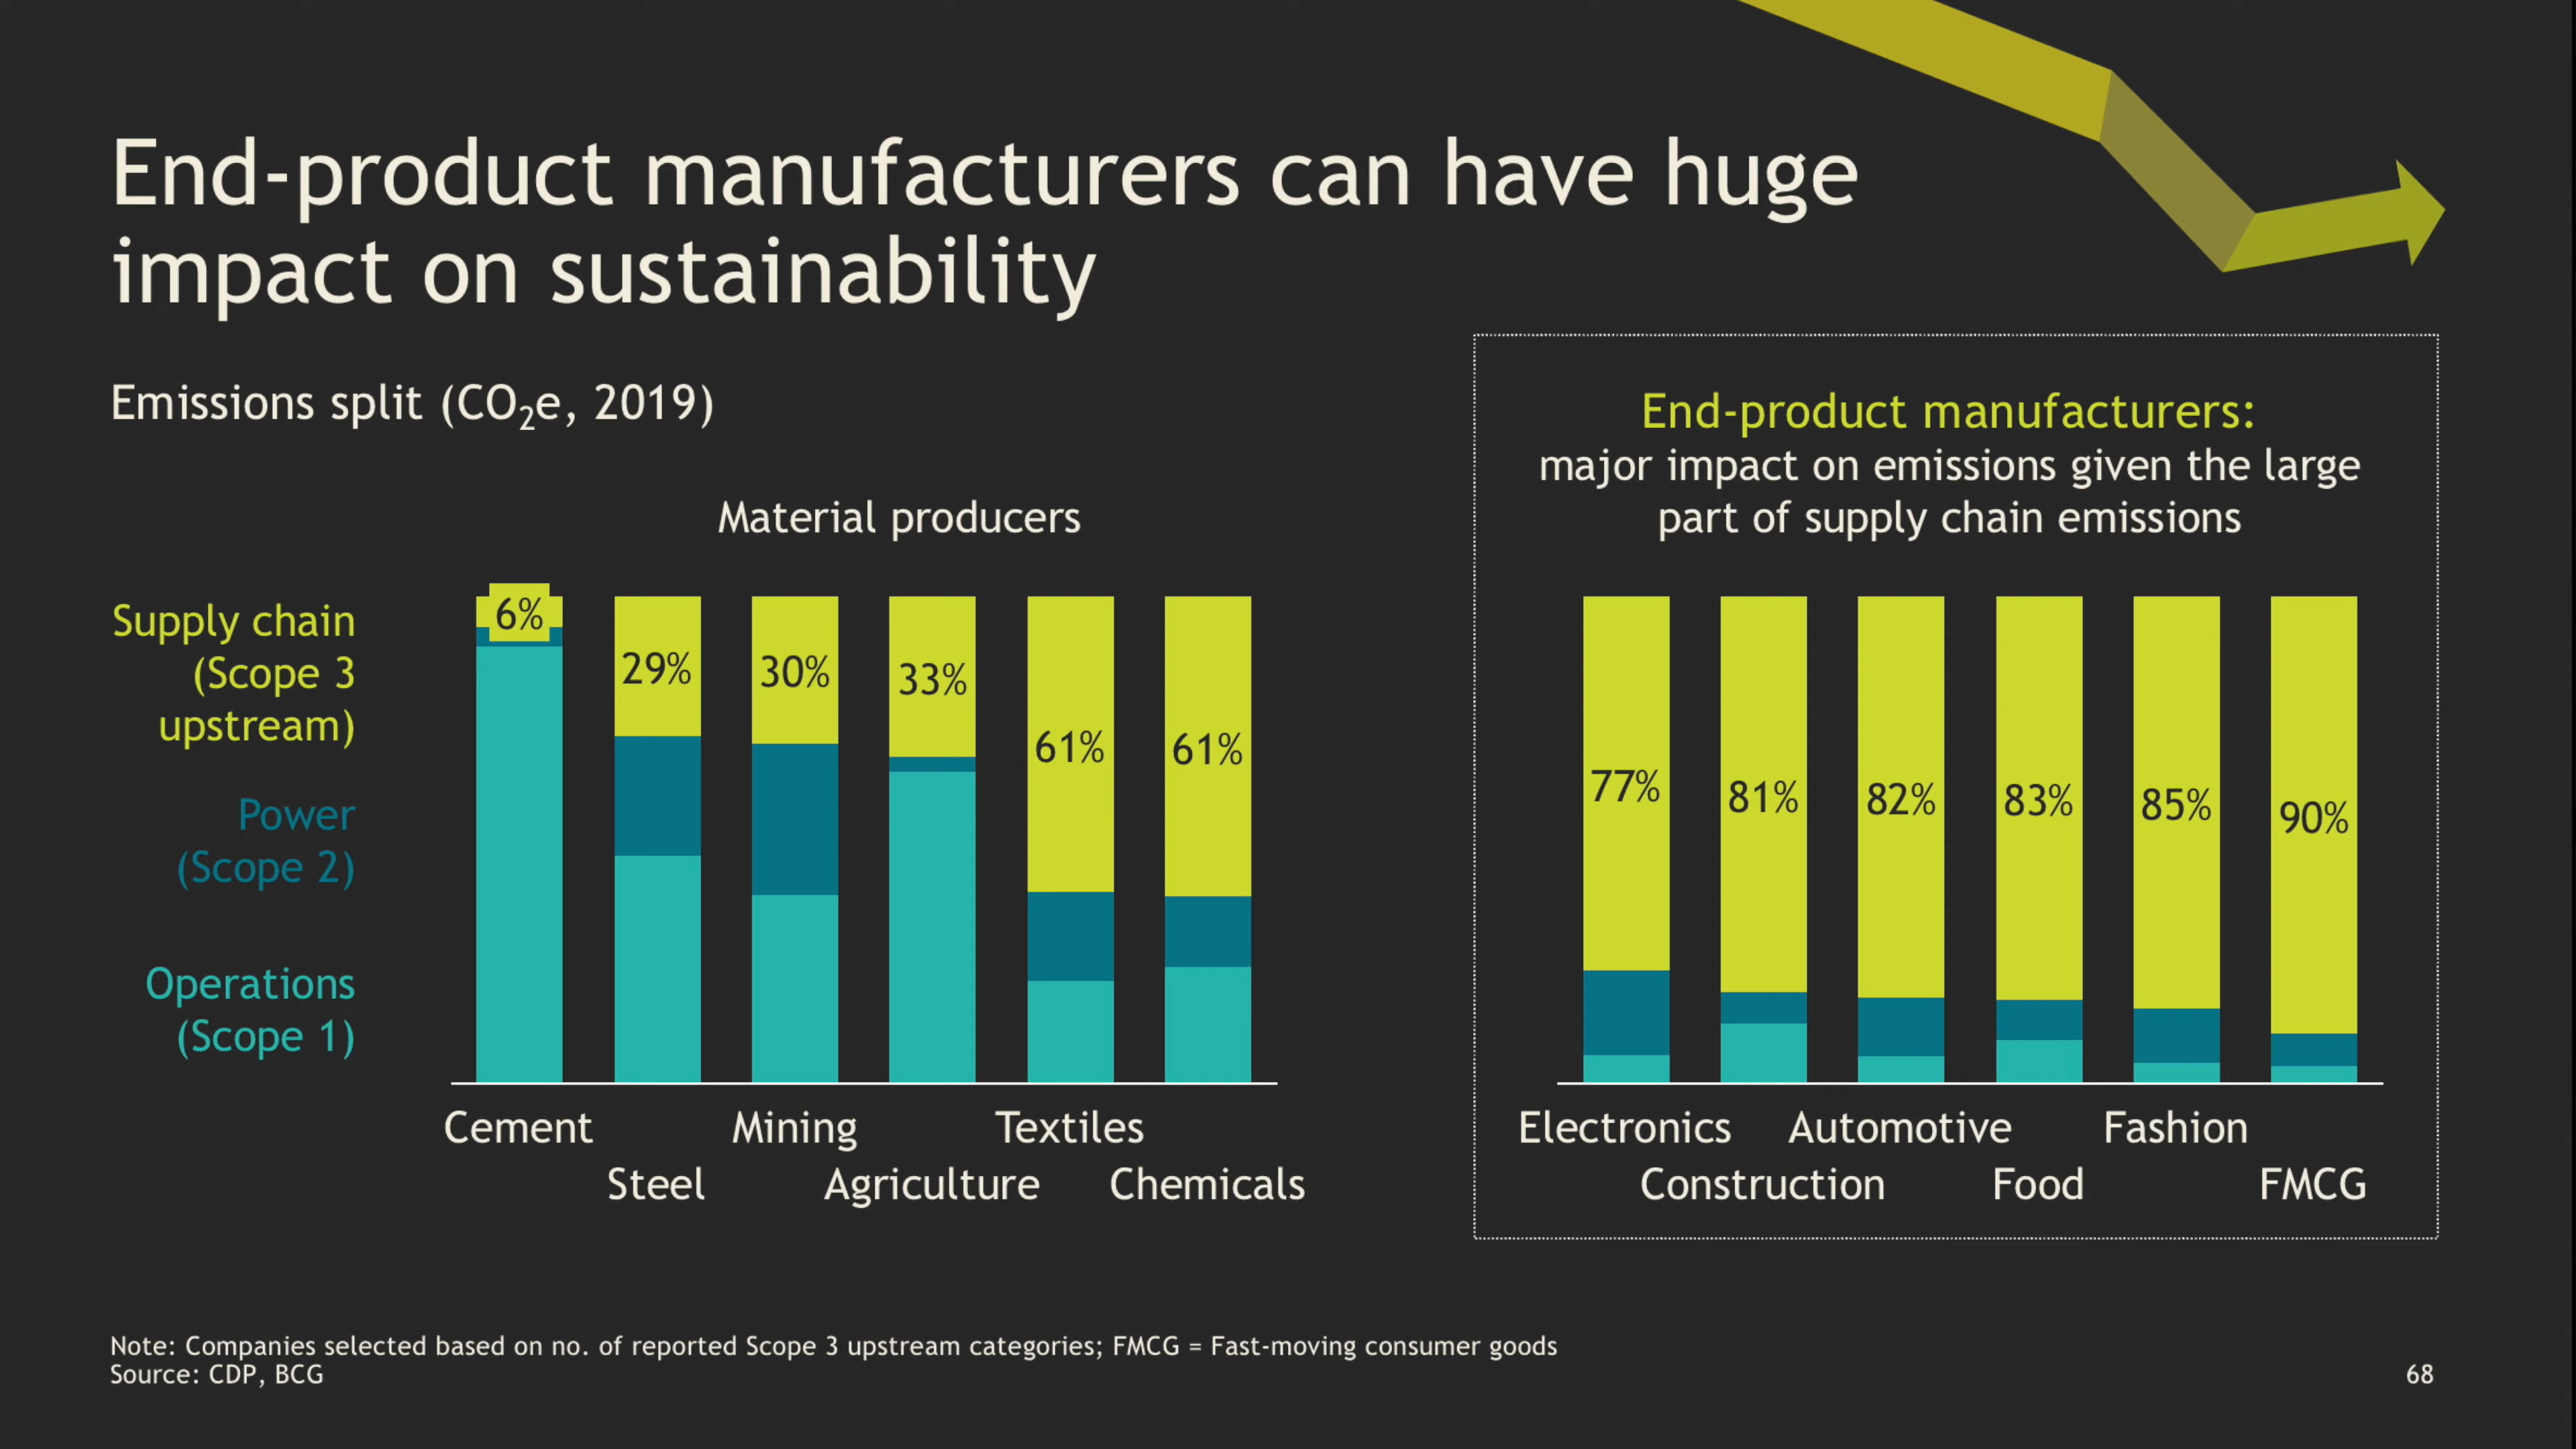 End-product manufacturers can have huge
impact on sustainability
Emissions split (CO₂e, 2019)
Material producers
Supply chain
(Scope 3
upstream)
Power
(Scope 2)
Operations
(Scope 1)
6%
29%
30%
33%
61%
61%
Cement
Steel
Mining
Agriculture
Textiles
Chemicals
End-product manufacturers:
major impact on emissions given the large
part of supply chain emissions
77%
81%
82%
83%
85%
90%
Electronics
Construction
Automotive
Food
Fashion
FMCG
Note: Companies selected based on no. of reported Scope 3 upstream categories; FMCG = Fast-moving consumer goods
Source: CDP, BCG
68